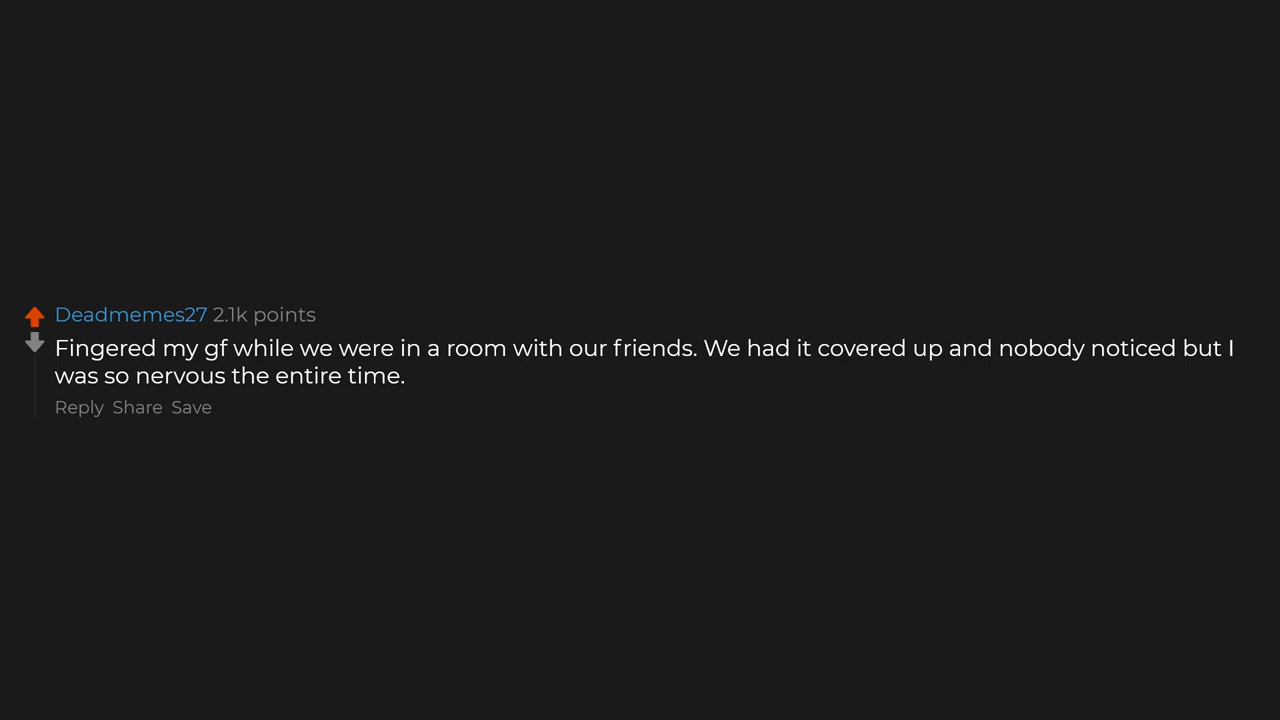 Deadmemes27 2.1k points
Fingered my gf while we were in a room with our friends. We had it covered up and nobody noticed but I
was so nervous the entire time.
Reply Share Save